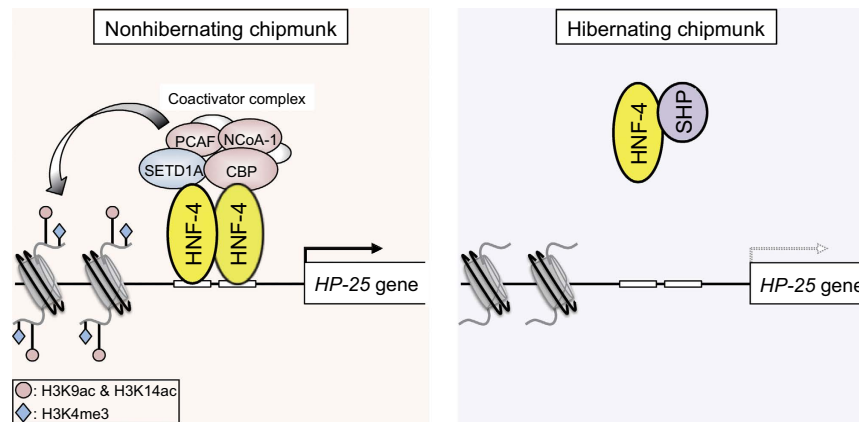 Nonhibernating chipmunk
Coactivator complex
PCAF
NCoA-1
SETD1A
CBP
HNF-4
HNF-4
HP-25 gene
: H3K9ac & H3K14ac
: H3K4me3
Hibernating chipmunk
HNF-4
SHP
HP-25 gene